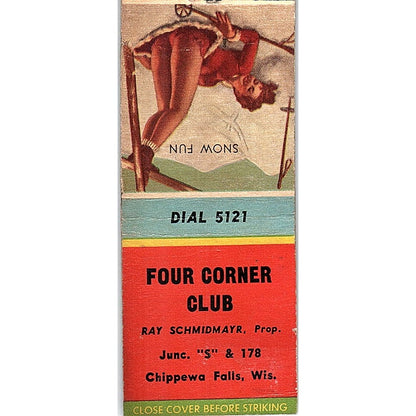 SNOW FUN
DIAL 5121
FOUR CORNER
CLUB
RAY SCHMIDMAYR, Prop.
Junc. "S" & 178
Chippewa Falls, Wis.
CLOSE COVER BEFORE STRIKING